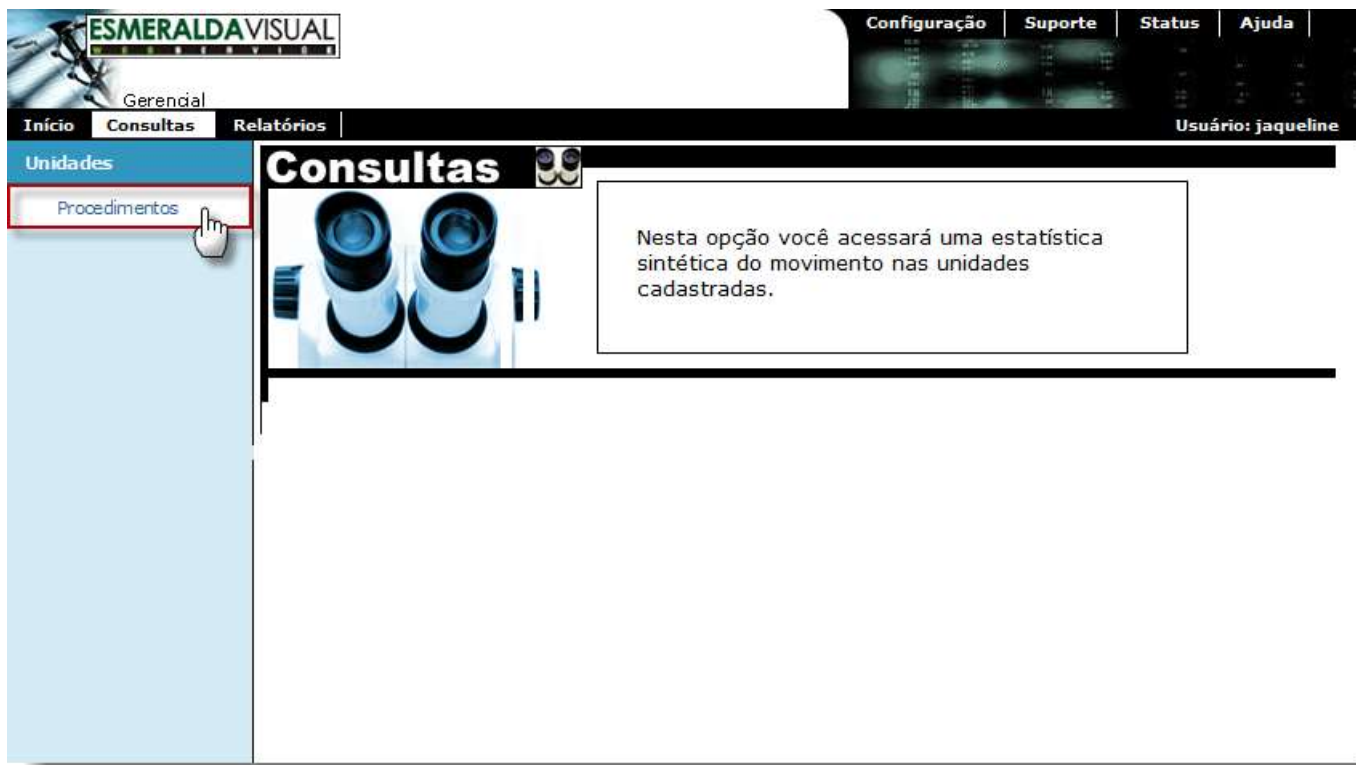 ESMERALDAVISUAL
WEBSERVICE
Gerencial
Configuração Suporte Status Ajuda
Início Consultas Relatórios
Usuário: jaqueline
Unidades
Procedimentos
Consultas
Nesta opção você acessará uma estatística
sintética do movimento nas unidades
cadastradas.